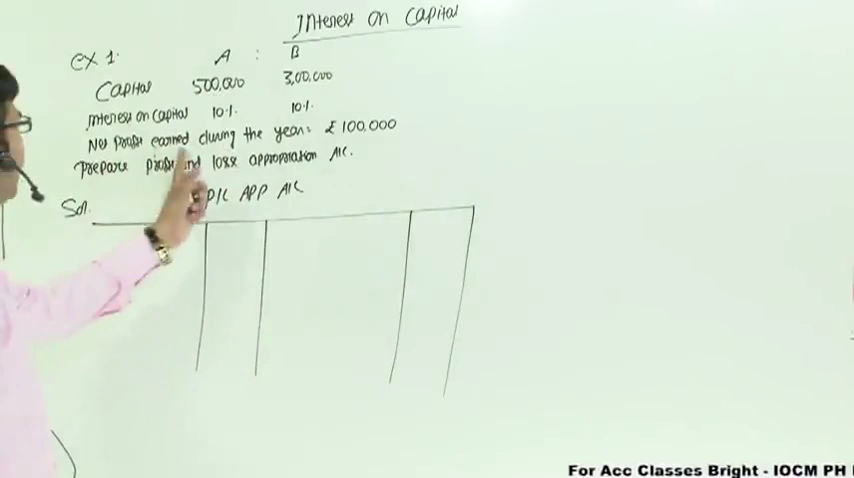 Interest on Capital
Ex 1. A : B
Capital 500,000 3,00,000
Interest on Capital 10% 10%
Net Profit earned during the year: ₹ 100,000
Prepare Profit and loss appropriation A/c.
Sol. P/L APP A/C
For Acc Classes Bright - IOCM PH